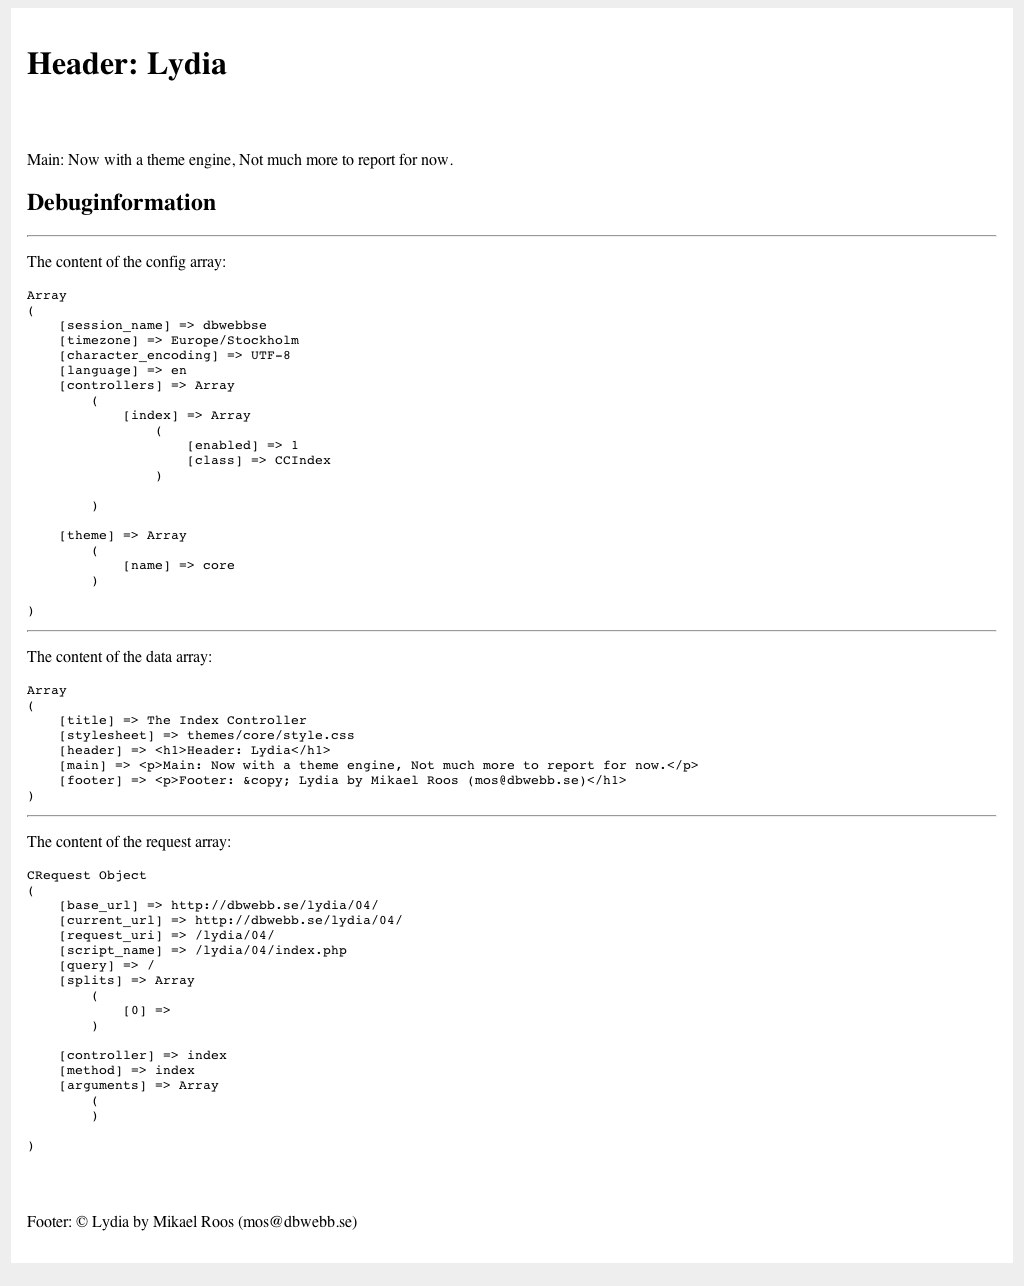 Header: Lydia
Main: Now with a theme engine, Not much more to report for now.
Debuginformation
The content of the config array:
Array
(
    [session_name] => dbwebbse
    [timezone] => Europe/Stockholm
    [character_encoding] => UTF-8
    [language] => en
    [controllers] => Array
        (
            [index] => Array
                (
                    [enabled] => 1
                    [class] => CCIndex
                )
        )
    [theme] => Array
        (
            [name] => core
        )
)
The content of the data array:
Array
(
    [title] => The Index Controller
    [stylesheet] => themes/core/style.css
    [header] => <h1>Header: Lydia</h1>
    [main] => <p>Main: Now with a theme engine, Not much more to report for now.</p>
    [footer] => <p>Footer: &copy; Lydia by Mikael Roos (mos@dbwebb.se)</h1>
)
The content of the request array:
CRequest Object
(
    [base_url] => http://dbwebb.se/lydia/04/
    [current_url] => http://dbwebb.se/lydia/04/
    [request_uri] => /lydia/04/
    [script_name] => /lydia/04/index.php
    [query] => /
    [splits] => Array
        (
            [0] =>
        )
    [controller] => index
    [method] => index
    [arguments] => Array
        (
        )
)
Footer: © Lydia by Mikael Roos (mos@dbwebb.se)